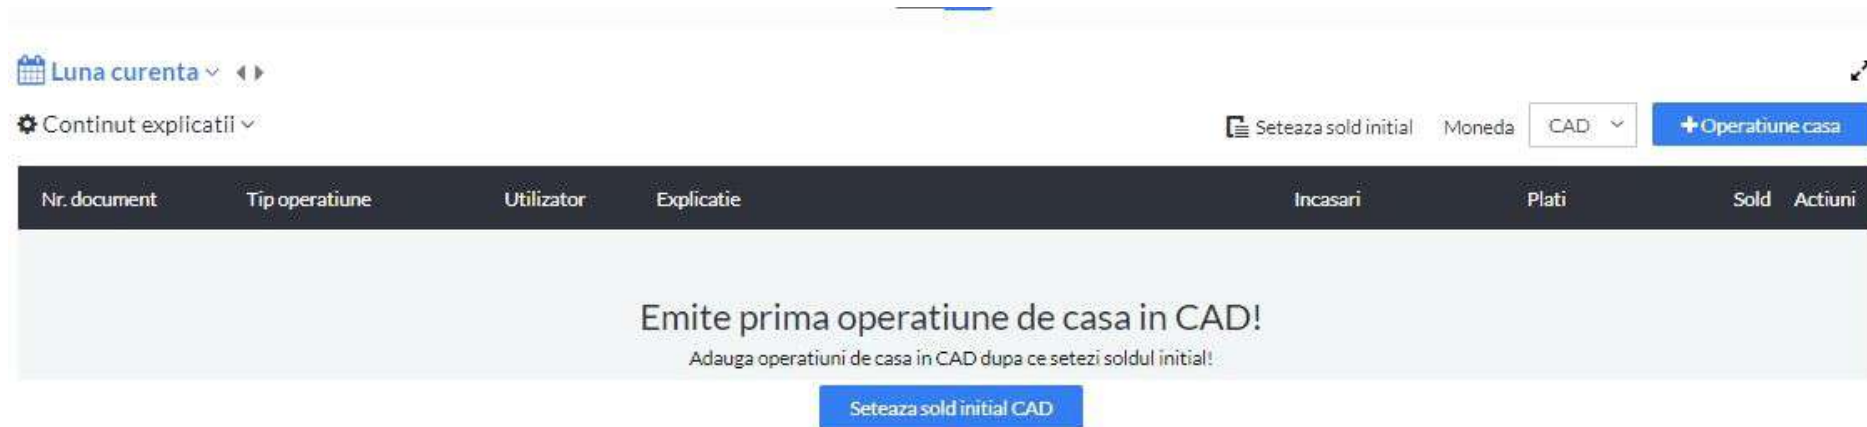 Luna curenta
Continut explicatii
Seteaza sold initial Moneda CAD +Operatiune casa
Nr. document Tip operatiune Utilizator Explicatie Incasari Plati Sold Actiuni
Emite prima operatiune de casa in CAD!
Adauga operatiuni de casa in CAD dupa ce setezi soldul initial!
Seteaza sold initial CAD